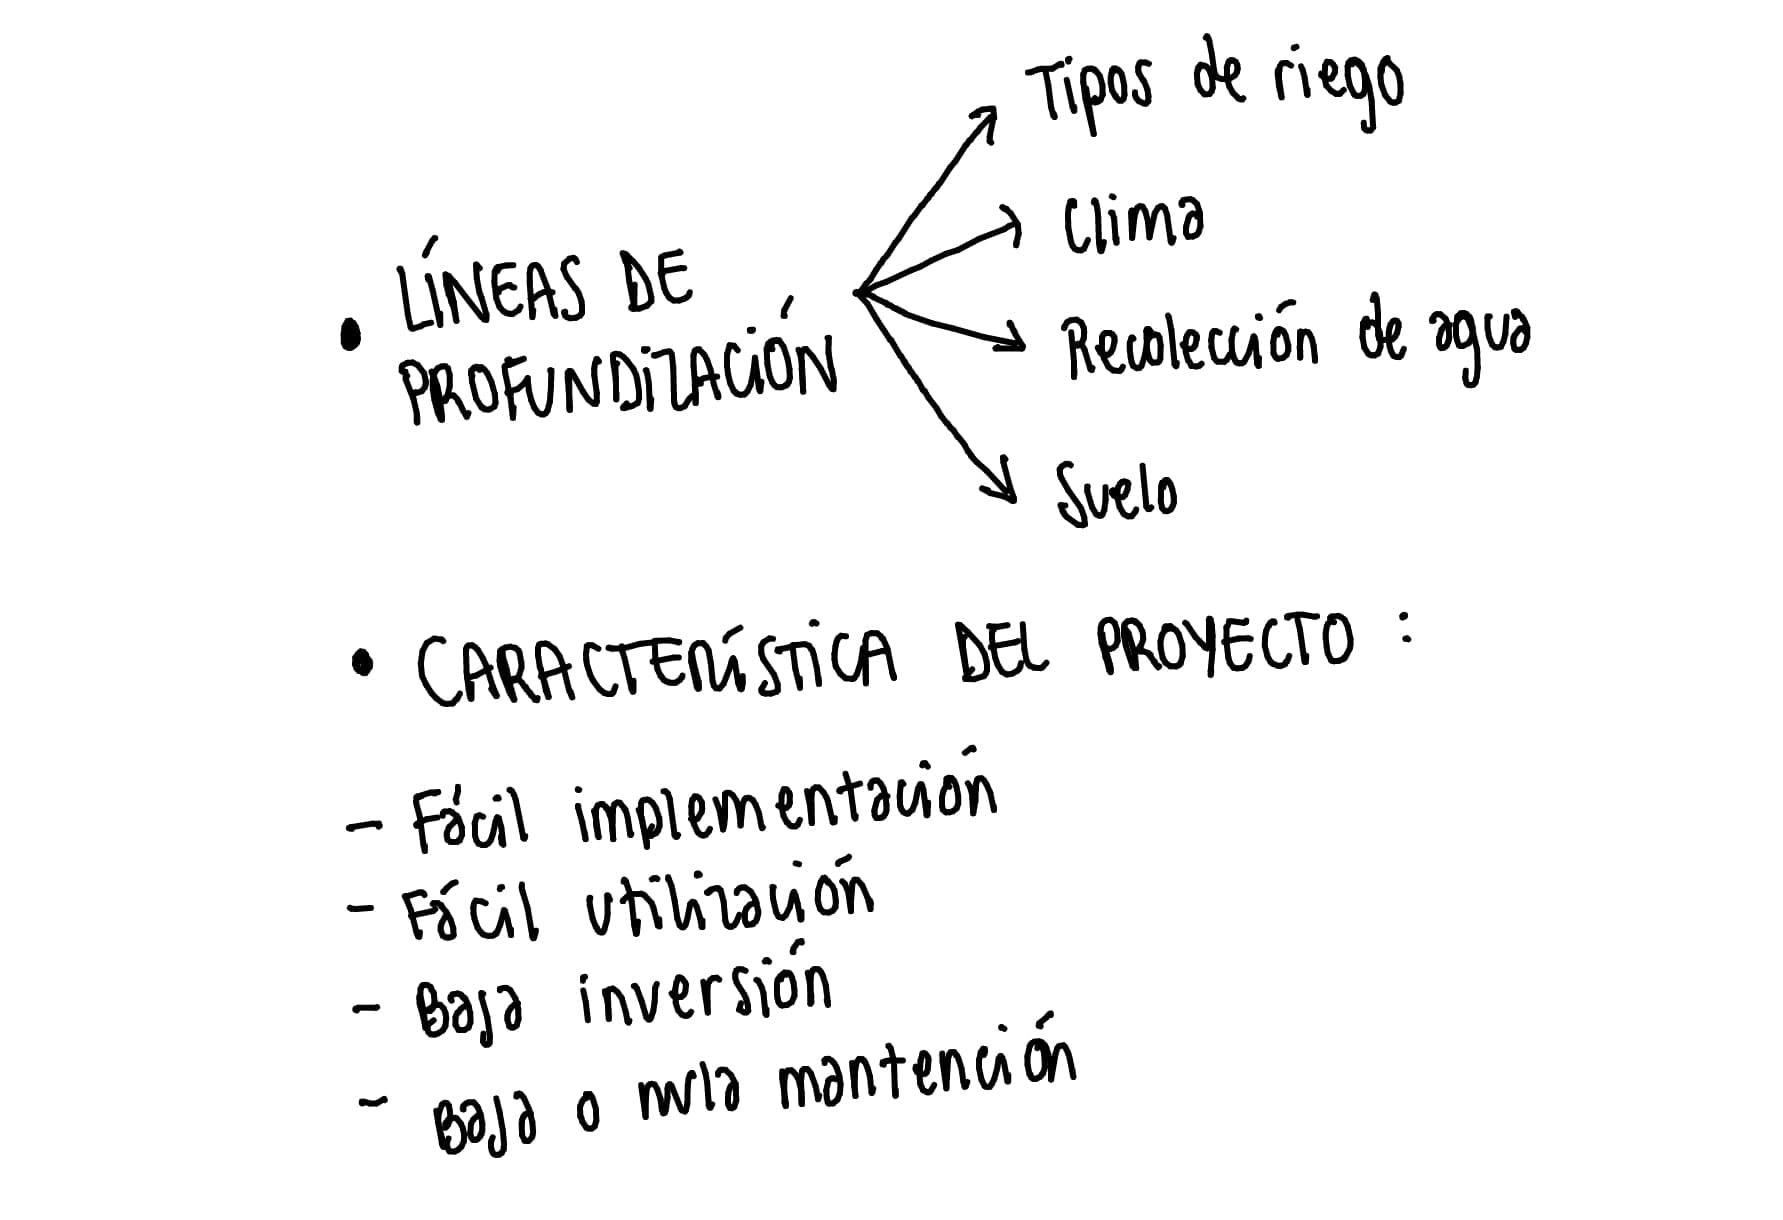 • LÍNEAS DE
PROFUNDIZACIÓN
Tipos de riego
Clima
Recolección de agua
Suelo
• CARACTERÍSTICA DEL PROYECTO :
- Fácil implementación
- Fácil utilización
- Baja inversión
- Baja o nula mantención